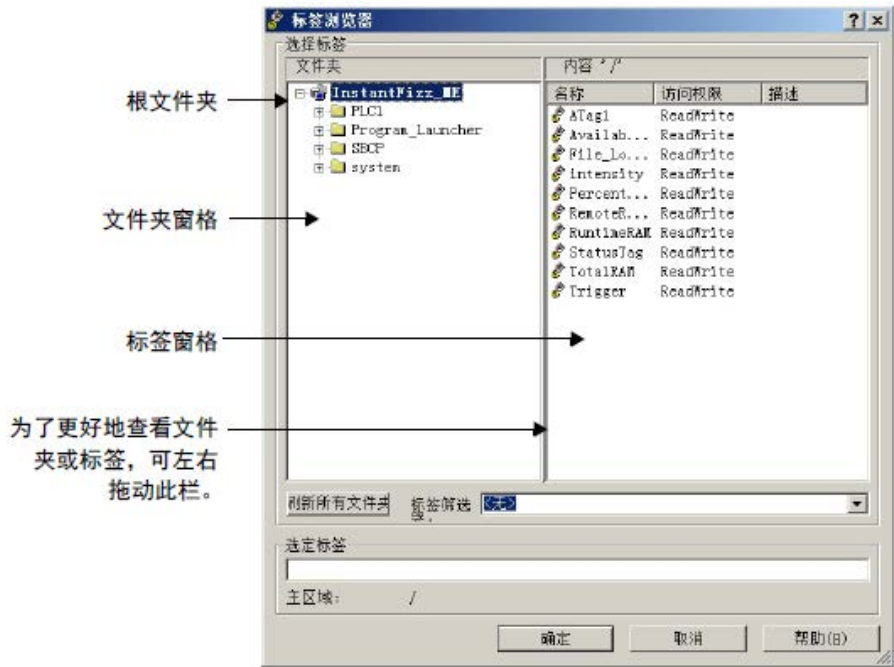 标签浏览器
选择标签
文件夹
内容 '/'
根文件夹
InstantFizz_ME
PLC1
Program_Launcher
SBCP
system
名称 访问权限 描述
ATag1 ReadWrite
Availab... ReadWrite
File_Lo... ReadWrite
intensity ReadWrite
Percent... ReadWrite
RemoteR... ReadWrite
RuntimeRAM ReadWrite
StatusTag ReadWrite
TotalRAM ReadWrite
Trigger ReadWrite
文件夹窗格
标签窗格
为了更好地查看文件
夹或标签，可左右
拖动此栏。
刷新所有文件夹
标签筛选
<无>
选定标签
主区域： /
确定
取消
帮助(H)